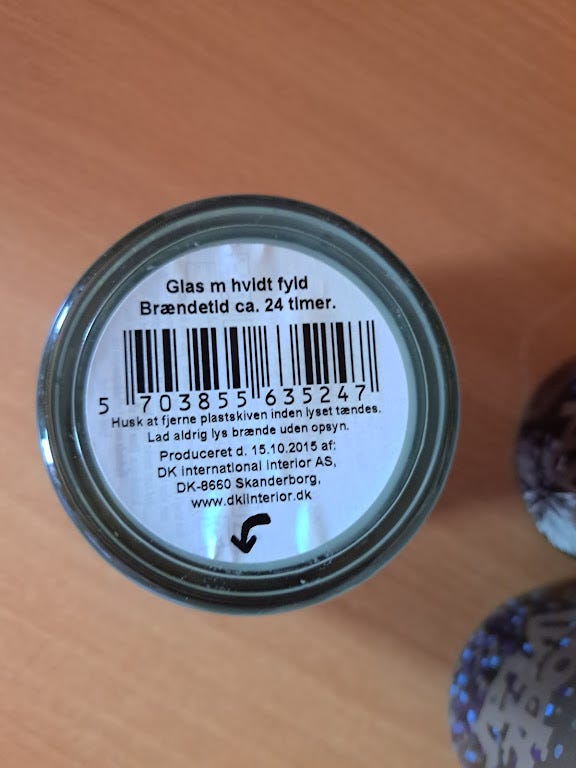 Glas m hvidt fyld
Brændetid ca. 24 timer.
5 703855 635247
Husk at fjerne plastskiven inden lyset tændes.
Lad aldrig lys brænde uden opsyn.
Produceret d. 15.10.2015 af:
DK international interior AS,
DK-8660 Skanderborg,
www.dkiinterior.dk